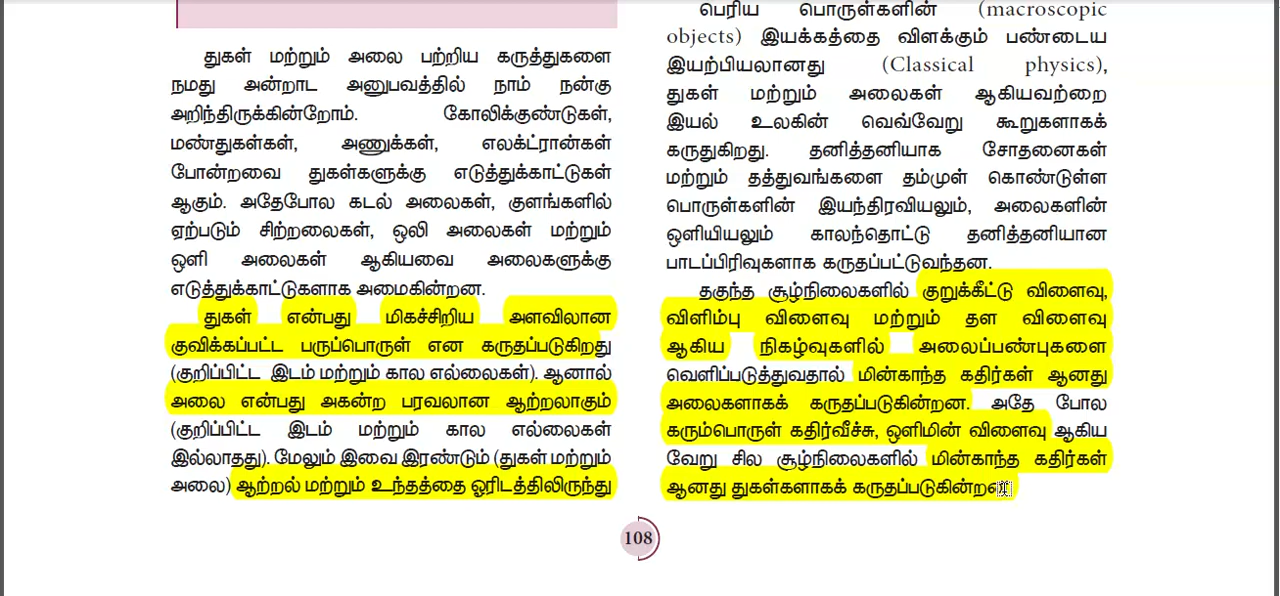 துகள் மற்றும் அலை பற்றிய கருத்துகளை
நமது அன்றாட அனுபவத்தில் நாம் நன்கு
அறிந்திருக்கின்றோம். கோலிக்குண்டுகள்,
மண்துகள்கள், அணுக்கள், எலக்ட்ரான்கள்
போன்றவை துகள்களுக்கு எடுத்துக்காட்டுகள்
ஆகும். அதேபோல கடல் அலைகள், குளங்களில்
ஏற்படும் சிற்றலைகள், ஒலி அலைகள் மற்றும்
ஒளி அலைகள் ஆகியவை அலைகளுக்கு
எடுத்துக்காட்டுகளாக அமைகின்றன.
துகள் என்பது மிகச்சிறிய அளவிலான
குவிக்கப்பட்ட பருப்பொருள் என கருதப்படுகிறது
(குறிப்பிட்ட இடம் மற்றும் கால எல்லைகள்). ஆனால்
அலை என்பது அகன்ற பரவலான ஆற்றலாகும்
(குறிப்பிட்ட இடம் மற்றும் கால எல்லைகள்
இல்லாதது). மேலும் இவை இரண்டும் (துகள் மற்றும்
அலை) ஆற்றல் மற்றும் உந்தத்தை ஓரிடத்திலிருந்து
பெரிய பொருள்களின் (macroscopic
objects) இயக்கத்தை விளக்கும் பண்டைய
இயற்பியலானது (Classical physics),
துகள் மற்றும் அலைகள் ஆகியவற்றை
இயல் உலகின் வெவ்வேறு கூறுகளாகக்
கருதுகிறது. தனித்தனியாக சோதனைகள்
மற்றும் தத்துவங்களை தம்முள் கொண்டுள்ள
பொருள்களின் இயந்திரவியலும், அலைகளின்
ஒளியியலும் காலந்தொட்டு தனித்தனியான
பாடப்பிரிவுகளாக கருதப்பட்டுவந்தன.
தகுந்த சூழ்நிலைகளில் குறுக்கீட்டு விளைவு,
விளிம்பு விளைவு மற்றும் தள விளைவு
ஆகிய நிகழ்வுகளில் அலைப்பண்புகளை
வெளிப்படுத்துவதால் மின்காந்த கதிர்கள் ஆனது
அலைகளாகக் கருதபடுகின்றன. அதே போல
கரும்பொருள் கதிர்வீச்சு, ஒளிமின் விளைவு ஆகிய
வேறு சில சூழ்நிலைகளில் மின்காந்த கதிர்கள்
ஆனது துகள்களாகக் கருதப்படுகின்றன
108